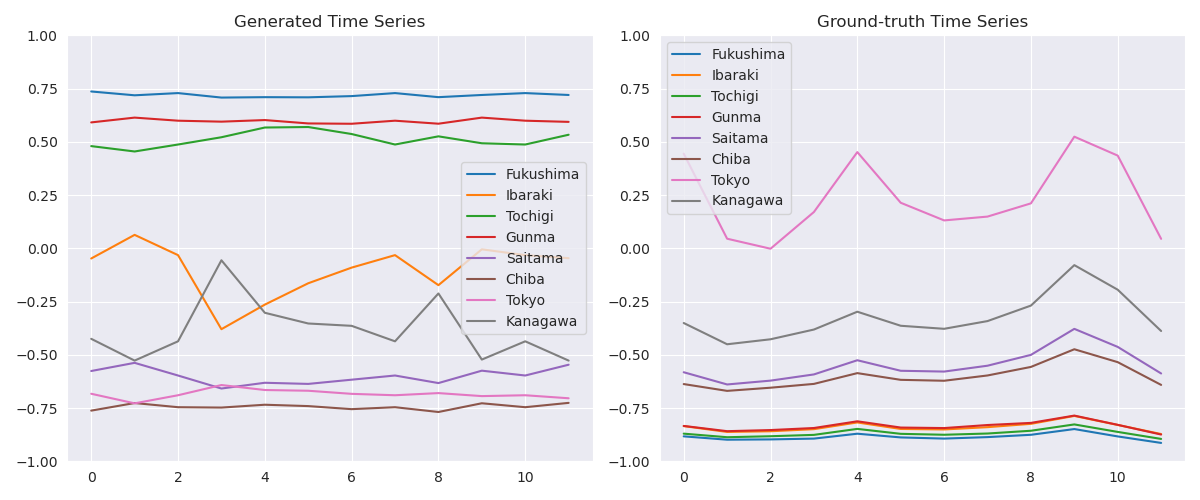 Generated Time Series
1.00
0.75
0.50
0.25
0.00
−0.25
−0.50
−0.75
−1.00
0 2 4 6 8 10
Fukushima
Ibaraki
Tochigi
Gunma
Saitama
Chiba
Tokyo
Kanagawa
Ground-truth Time Series
1.00
0.75
0.50
0.25
0.00
−0.25
−0.50
−0.75
−1.00
0 2 4 6 8 10
Fukushima
Ibaraki
Tochigi
Gunma
Saitama
Chiba
Tokyo
Kanagawa